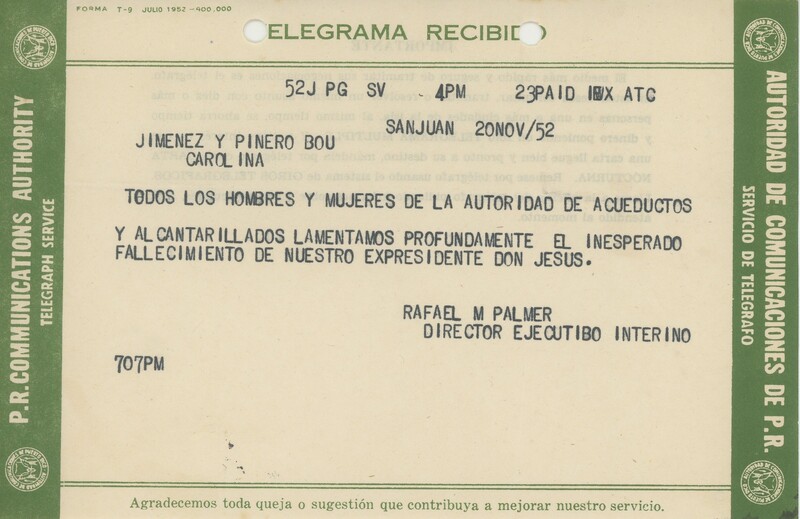 FORMA T-9 JULIO 1952-400,000
ELEGRAMA RECIBIDO
52J PG SV 4PM 23PAID ATC
SANJUAN 20NOV/52
JIMENEZ Y PINERO BOU
CAROLINA
TODOS LOS HOMBRES Y MUJERES DE LA AUTORIDAD DE ACUEDUCTOS
Y ALCANTARILLADOS LAMENTAMOS PROFUNDAMENTE EL INESPERADO
FALLECIMIENTO DE NUESTRO EXPRESIDENTE DON JESUS.
RAFAEL M PALMER
DIRECTOR EJECUTIBO INTERINO
707PM
Agradecemos toda queja o sugestión que contribuya a mejorar nuestro servicio.
P.R. COMMUNICATIONS AUTHORITY
TELEGRAPH SERVICE
AUTORIDAD DE COMUNICACIONES DE P.R.
SERVICIO DE TELEGRAFO